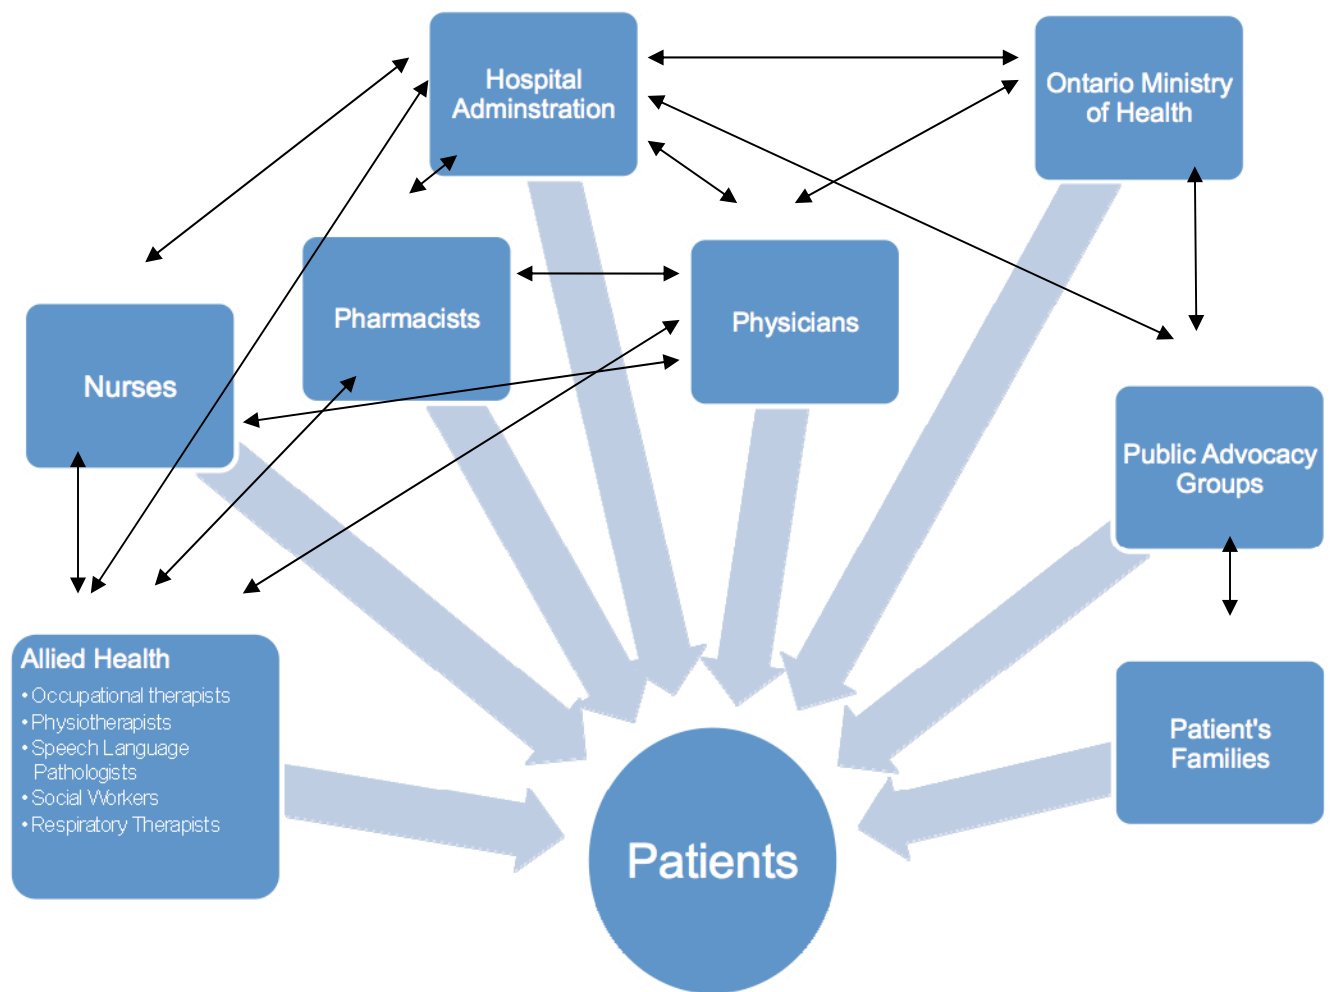 Hospital
Adminstration
Ontario Ministry
of Health
Pharmacists
Physicians
Nurses
Public Advocacy
Groups
Allied Health
• Occupational therapists
• Physiotherapists
• Speech Language
Pathologists
• Social Workers
• Respiratory Therapists
Patient's
Families
Patients